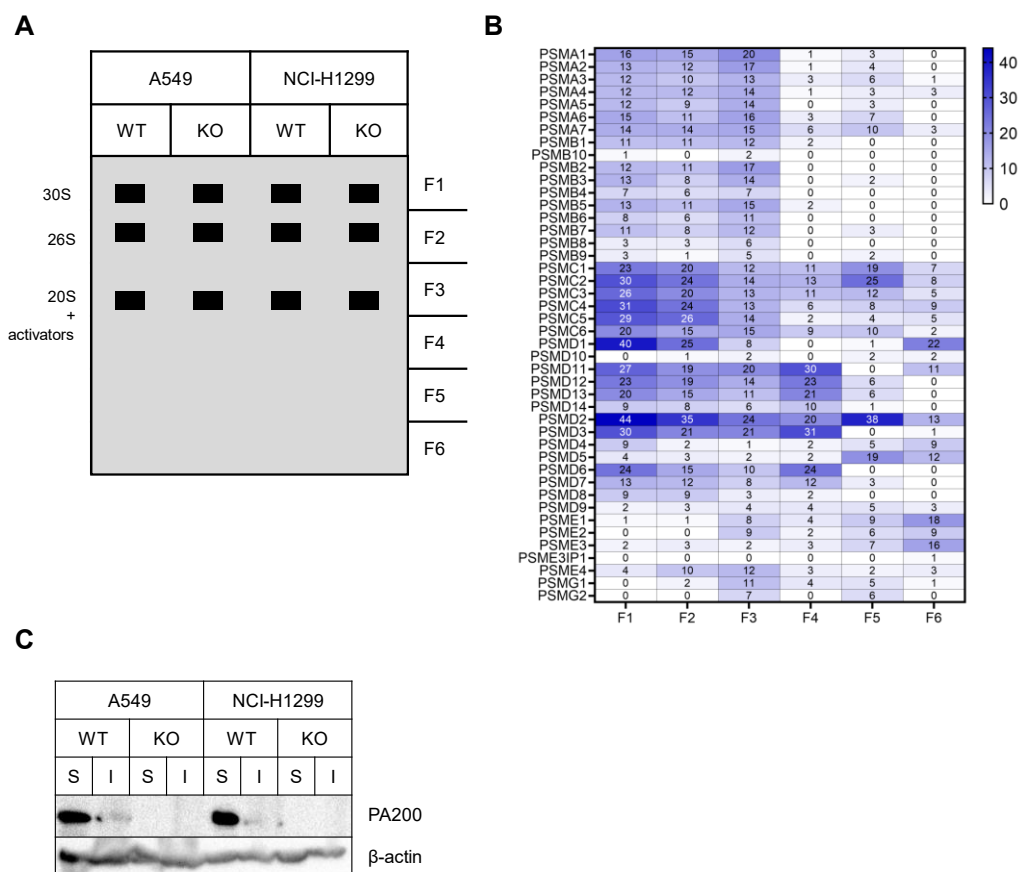 A
A549 NCI-H1299
WT KO WT KO
30S
26S
20S
+
activators
F1
F2
F3
F4
F5
F6
B
PSMA1 16 15 20 1 3 0
PSMA2 13 12 17 1 4 0
PSMA3 12 10 13 3 6 1
PSMA4 12 12 14 1 3 3
PSMA5 12 9 14 0 3 0
PSMA6 15 11 16 3 7 0
PSMA7 14 14 15 6 10 3
PSMB1 11 11 12 2 0 0
PSMB10 1 0 2 0 0 0
PSMB2 12 11 17 0 0 0
PSMB3 13 8 14 0 2 0
PSMB4 7 6 7 0 0 0
PSMB5 13 11 15 2 0 0
PSMB6 8 6 11 0 0 0
PSMB7 11 8 12 0 3 0
PSMB8 3 3 6 0 0 0
PSMB9 3 1 5 0 2 0
PSMC1 23 20 12 11 19 7
PSMC2 30 24 14 13 25 8
PSMC3 26 20 13 11 12 5
PSMC4 31 24 13 6 8 9
PSMC5 29 26 14 2 4 5
PSMC6 20 15 15 9 10 2
PSMD1 40 25 8 0 1 22
PSMD10 0 1 2 0 2 2
PSMD11 27 19 20 30 0 11
PSMD12 23 19 14 23 6 0
PSMD13 20 15 11 21 6 0
PSMD14 9 8 6 10 1 0
PSMD2 44 35 24 20 38 13
PSMD3 30 21 21 31 0 1
PSMD4 9 2 1 2 5 9
PSMD5 4 3 2 2 19 12
PSMD6 24 15 10 24 0 0
PSMD7 13 12 8 12 3 0
PSMD8 9 9 3 2 0 0
PSMD9 2 3 4 4 5 3
PSME1 1 1 8 4 9 18
PSME2 0 0 9 2 6 9
PSME3 2 3 2 3 7 16
PSME3IP1 0 0 0 0 0 1
PSME4 4 10 12 3 2 3
PSMG1 0 2 11 4 5 1
PSMG2 0 0 7 0 6 0
F1 F2 F3 F4 F5 F6
40
30
20
10
0
C
A549 NCI-H1299
WT KO WT KO
S I S I S I S I
PA200
β-actin